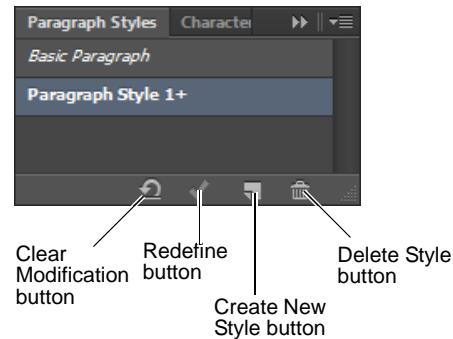 Paragraph Styles Character
Basic Paragraph
Paragraph Style 1+
Clear
Modification
button
Redefine
button
Create New
Style button
Delete Style
button